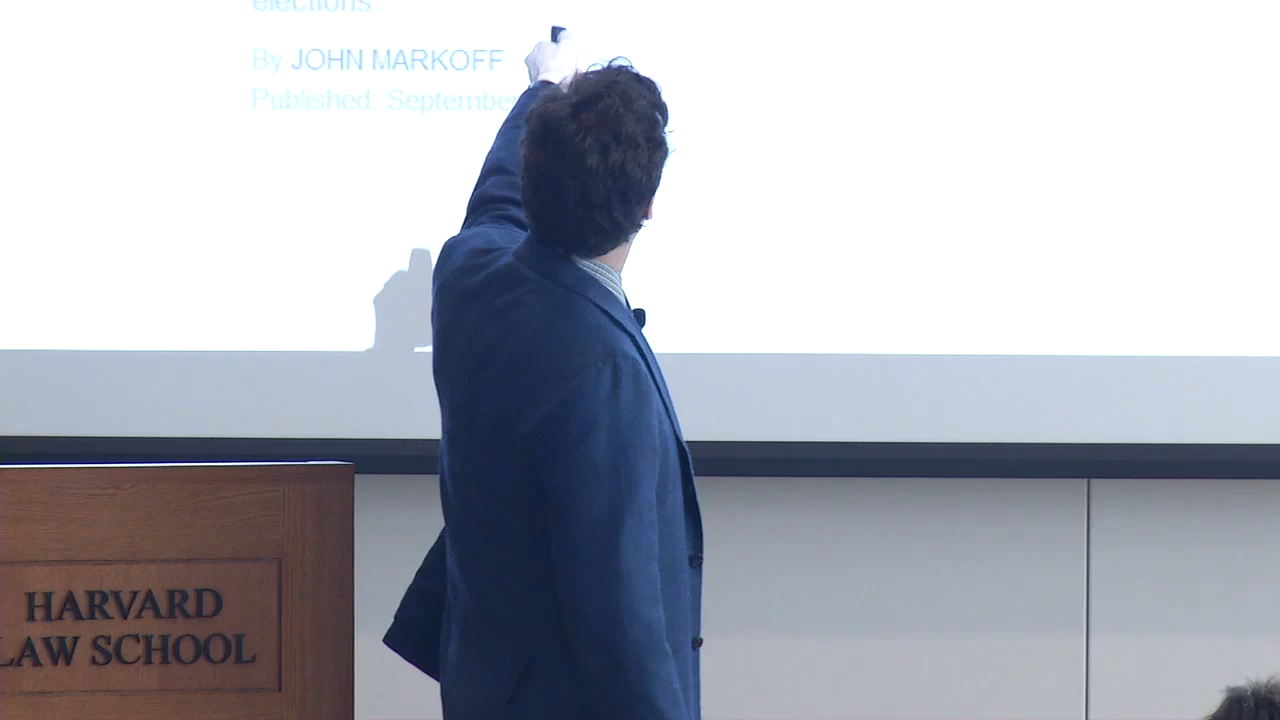 elections.
By JOHN MARKOFF
Published: September
HARVARD
LAW SCHOOL